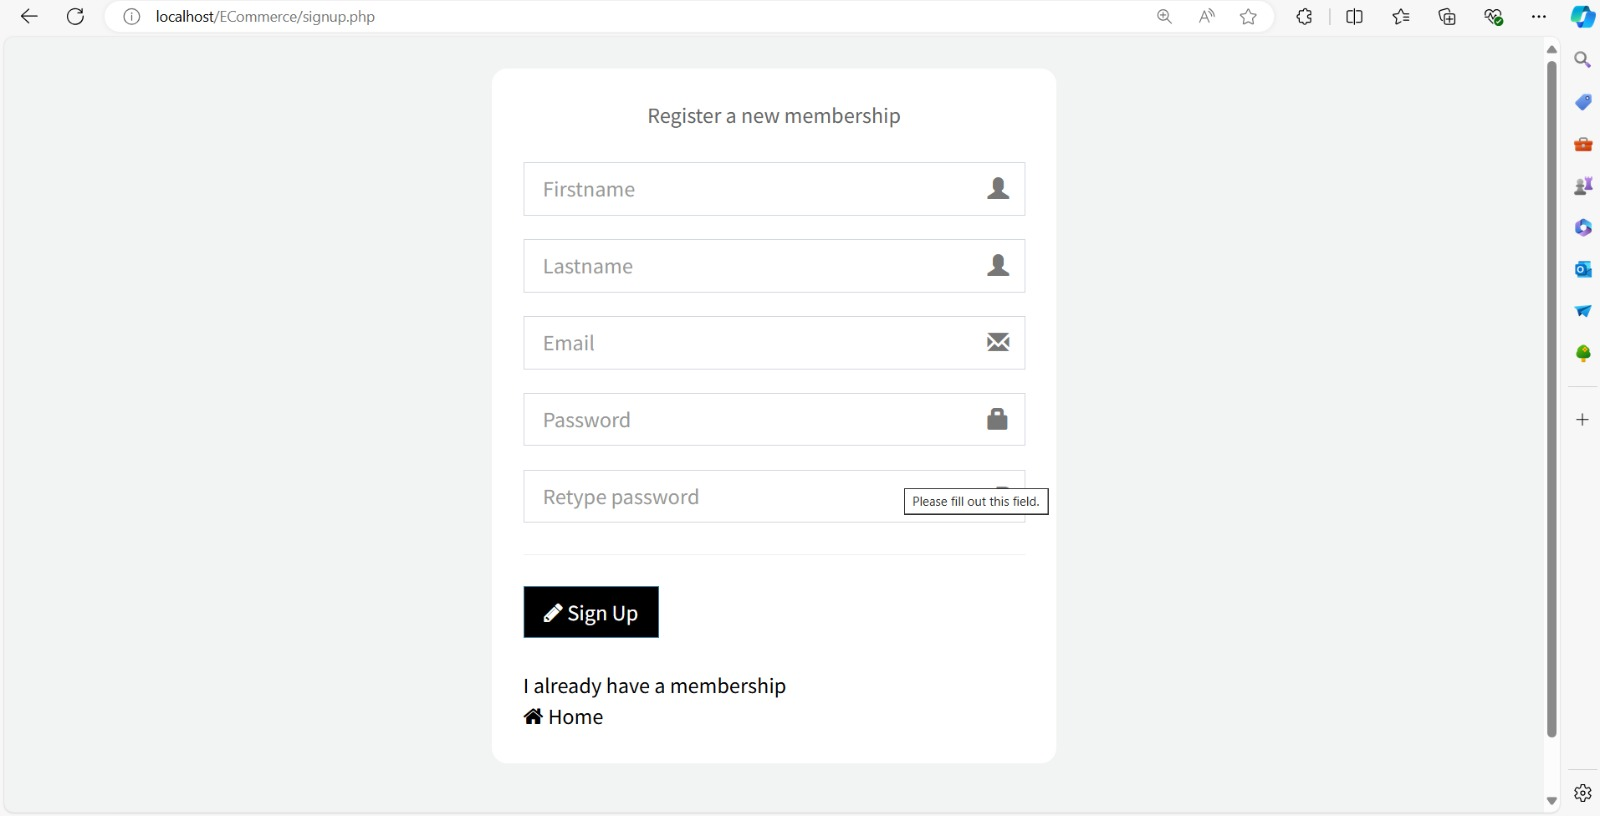 localhost/ECommerce/signup.php
Register a new membership
Firstname
Lastname
Email
Password
Retype password
Please fill out this field.
Sign Up
I already have a membership
Home